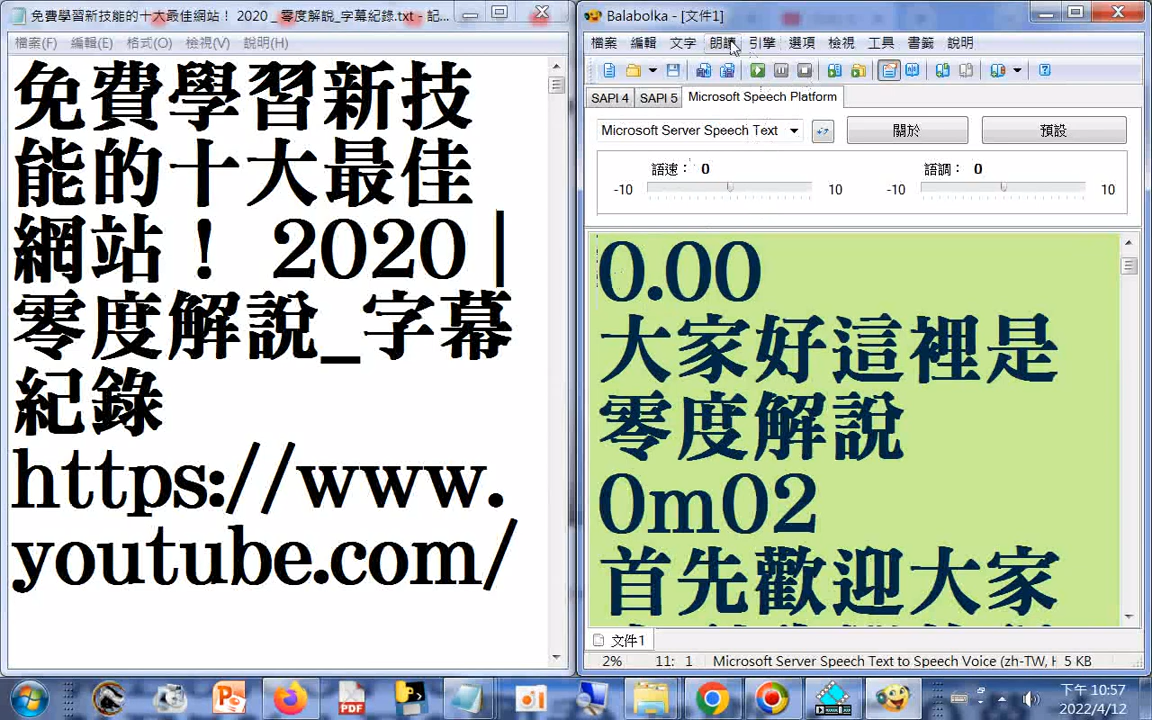 免費學習新技能的十大最佳網站！ 2020 _ 零度解說_字幕紀錄.txt - 記...
檔案(F) 編輯(E) 格式(O) 檢視(V) 說明(H)
免費學習新技
能的十大最佳
網站！ 2020 |
零度解說_字幕
紀錄
https://www.
youtube.com/
Balabolka - [文件1]
檔案 編輯 文字 朗讀 引擎 選項 檢視 工具 書籤 說明
SAPI 4 SAPI 5 Microsoft Speech Platform
Microsoft Server Speech Text 關於 預設
語速： 0 語調： 0
-10 10 -10 10
0.00
大家好這裡是
零度解說
0m02
首先歡迎大家
文件1
2% 11: 1 Microsoft Server Speech Text to Speech Voice (zh-TW, H 5 KB
下午 10:57
2022/4/12